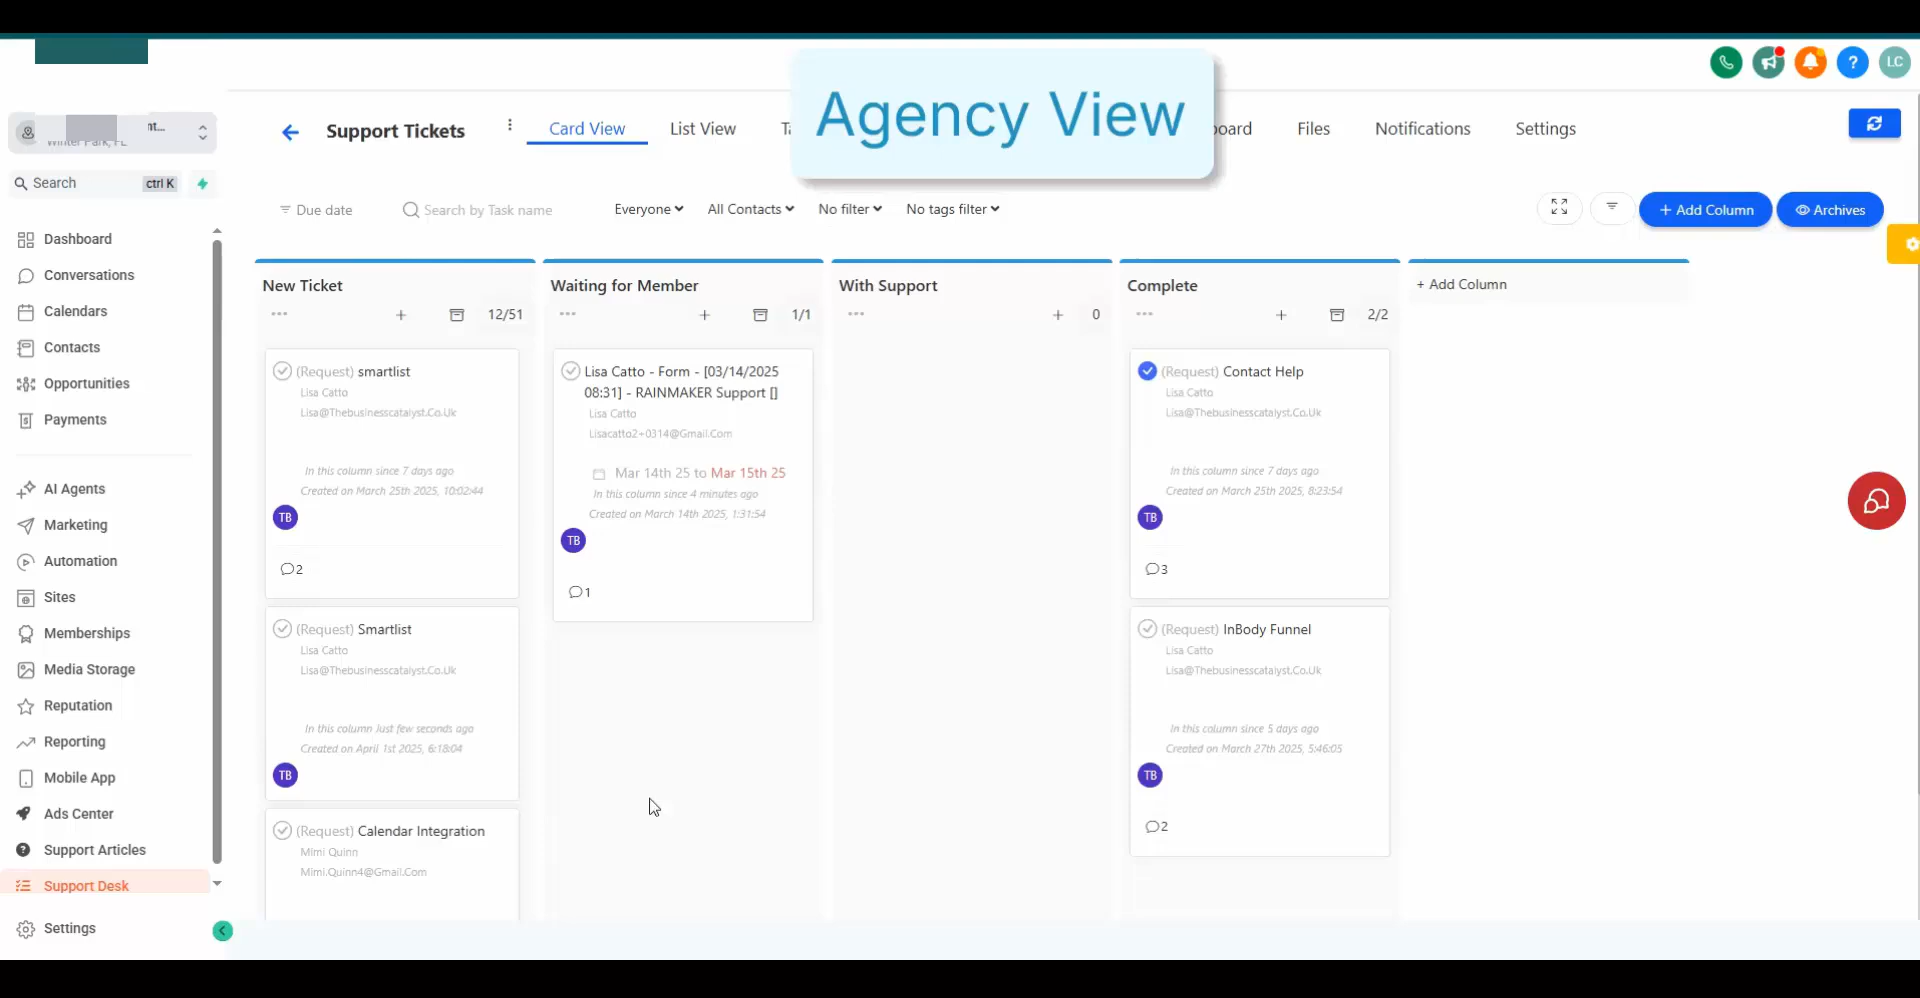 Agency View
LC
nt...
Winter Park, FL
Support Tickets
Card View
List View
Files
Notifications
Settings
Search
ctrl K
Due date
Search by Task name
Everyone
All Contacts
No filter
No tags filter
+ Add Column
Archives
Dashboard
Conversations
Calendars
Contacts
Opportunities
Payments
AI Agents
Marketing
Automation
Sites
Memberships
Media Storage
Reputation
Reporting
Mobile App
Ads Center
Support Articles
Support Desk
Settings
New Ticket
12/51
(Request) smartlist
Lisa Catto
Lisa@Thebusinesscatalyst.Co.Uk
In this column since 7 days ago
Created on March 25th 2025, 10:02:44
TB
2
(Request) Smartlist
Lisa Catto
Lisa@Thebusinesscatalyst.Co.Uk
In this column Just few seconds ago
Created on April 1st 2025, 6:18:04
TB
(Request) Calendar Integration
Mimi Quinn
Mimi.Quinn4@Gmail.Com
Waiting for Member
1/1
Lisa Catto - Form - [03/14/2025
08:31] - RAINMAKER Support []
Lisa Catto
Lisacatto2+0314@Gmail.Com
Mar 14th 25 to Mar 15th 25
In this column since 4 minutes ago
Created on March 14th 2025, 1:31:54
TB
1
With Support
0
Complete
2/2
(Request) Contact Help
Lisa Catto
Lisa@Thebusinesscatalyst.Co.Uk
In this column since 7 days ago
Created on March 25th 2025, 8:23:54
TB
3
(Request) InBody Funnel
Lisa Catto
Lisa@Thebusinesscatalyst.Co.Uk
In this column since 5 days ago
Created on March 27th 2025, 5:46:05
TB
2
+ Add Column